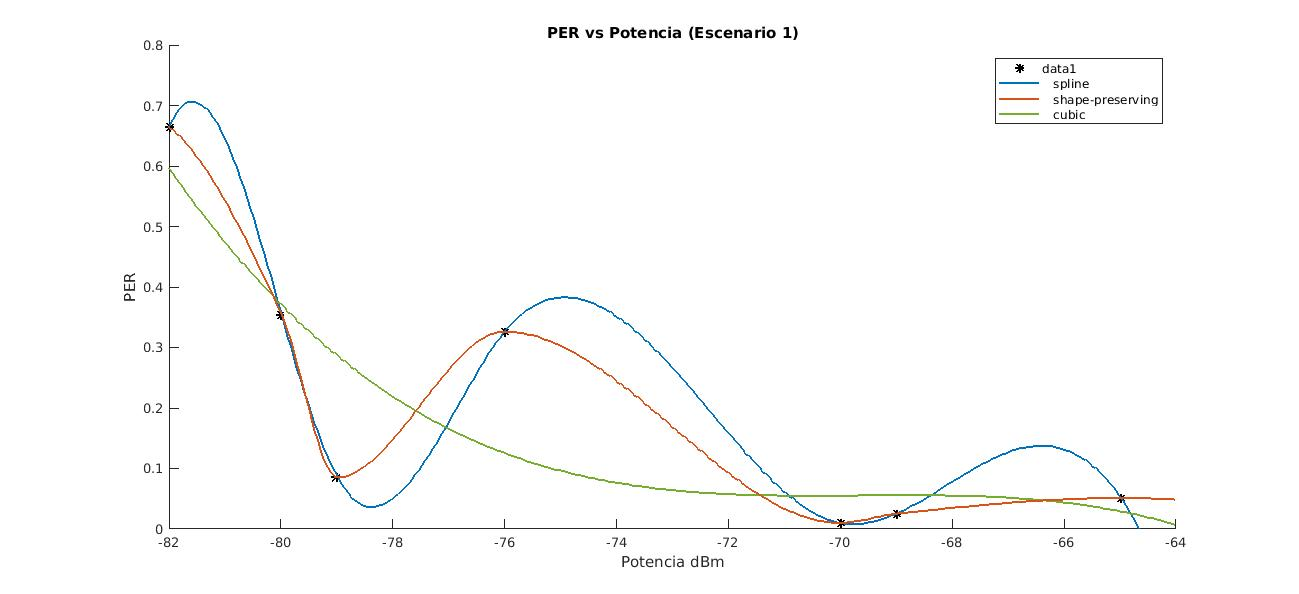 PER vs Potencia (Escenario 1)
data1
spline
shape-preserving
cubic
0.8
0.7
0.6
0.5
0.4
0.3
0.2
0.1
0
PER
-82 -80 -78 -76 -74 -72 -70 -68 -66 -64
Potencia dBm